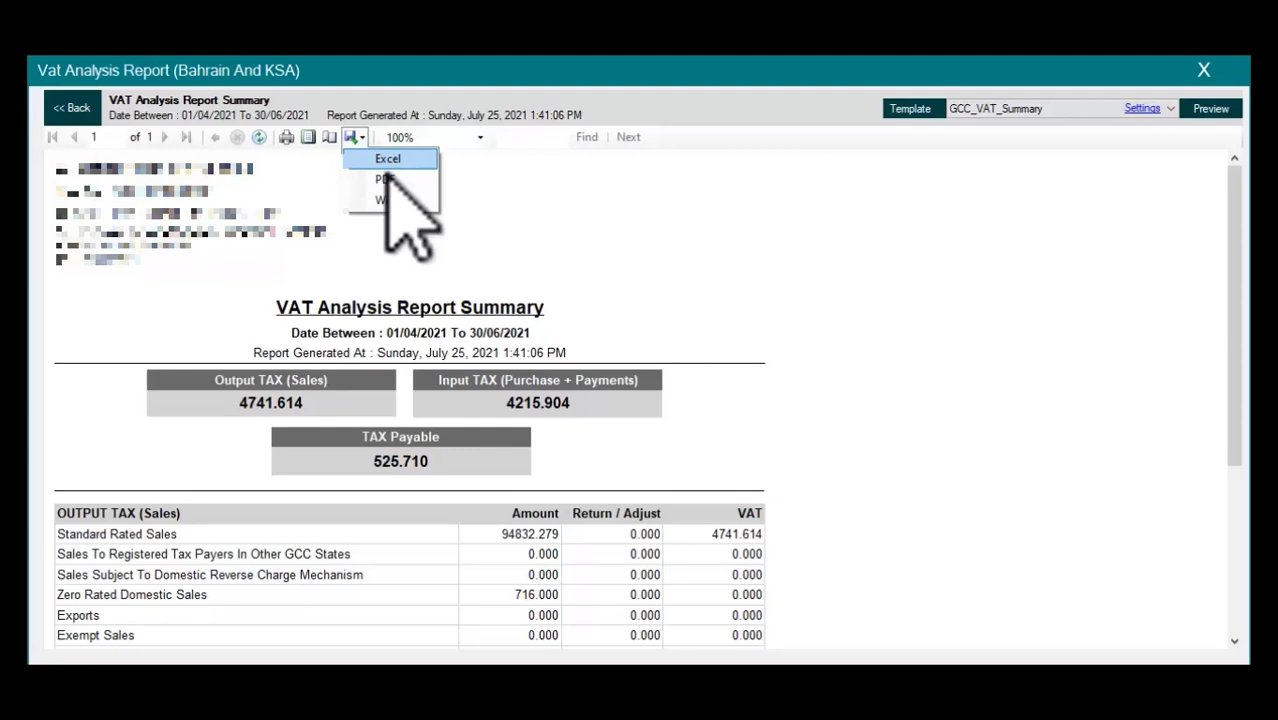 Vat Analysis Report (Bahrain And KSA) X
<< Back
VAT Analysis Report Summary
Date Between : 01/04/2021 To 30/06/2021 Report Generated At : Sunday, July 25, 2021 1:41:06 PM
Template GCC_VAT_Summary Settings Preview
1 of 1 100% Find Next
Excel
VAT Analysis Report Summary
Date Between : 01/04/2021 To 30/06/2021
Report Generated At : Sunday, July 25, 2021 1:41:06 PM
Output TAX (Sales) Input TAX (Purchase + Payments)
4741.614 4215.904
TAX Payable
525.710
OUTPUT TAX (Sales) Amount Return / Adjust VAT
Standard Rated Sales 94832.279 0.000 4741.614
Sales To Registered Tax Payers In Other GCC States 0.000 0.000 0.000
Sales Subject To Domestic Reverse Charge Mechanism 0.000 0.000 0.000
Zero Rated Domestic Sales 716.000 0.000 0.000
Exports 0.000 0.000 0.000
Exempt Sales 0.000 0.000 0.000